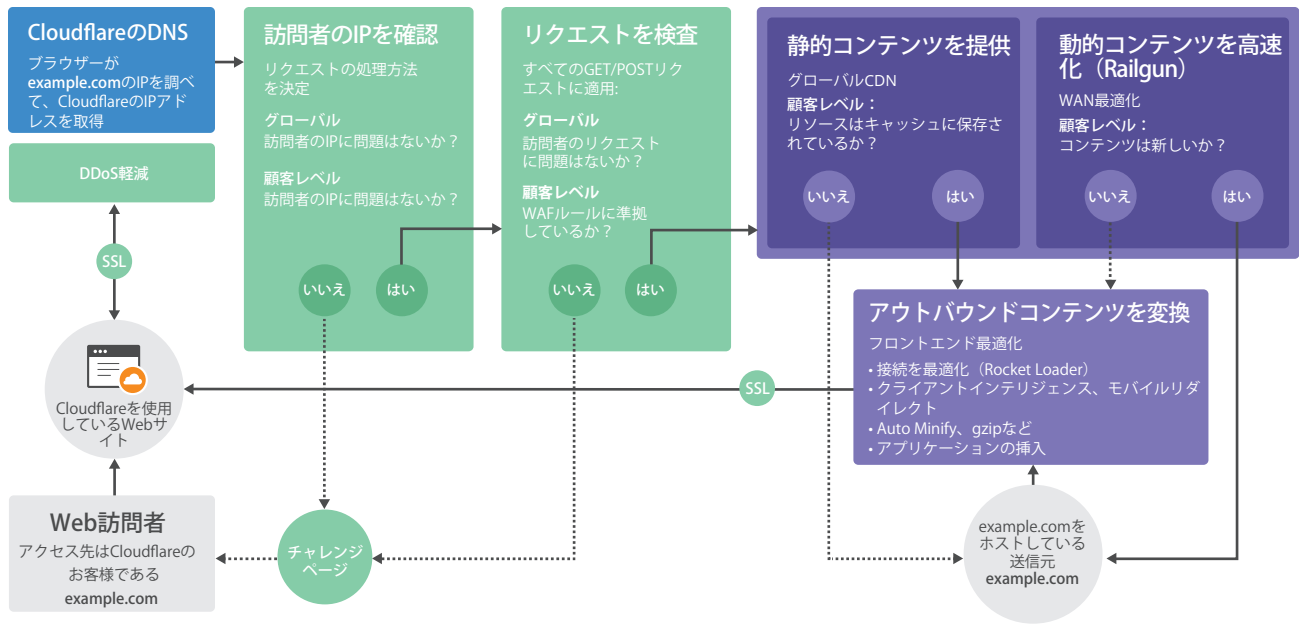 CloudflareのDNS
ブラウザーが
example.comのIPを調べ
て、CloudflareのIPアド
レスを取得
DDoS軽減
SSL
Cloudflareを使用
しているWebサ
イト
Web訪問者
アクセス先はCloudflareの
お客様である
example.com
訪問者のIPを確認
リクエストの処理方法
を決定
グローバル
訪問者のIPに問題はないか？
顧客レベル
訪問者のIPに問題はないか？
いいえ
はい
チャレンジ
ページ
リクエストを検査
すべてのGET/POSTリク
エストに適用:
グローバル
訪問者のリクエスト
に問題はないか？
顧客レベル
WAFルールに準拠
しているか？
いいえ
はい
静的コンテンツを提供
グローバルCDN
顧客レベル：
リソースはキャッシュに保存さ
れているか？
いいえ
はい
動的コンテンツを高速
化（Railgun）
WAN最適化
顧客レベル：
コンテンツは新しいか？
いいえ
はい
アウトバウンドコンテンツを変換
フロントエンド最適化
• 接続を最適化（Rocket Loader）
• クライアントインテリジェンス、モバイルリダ
イレクト
• Auto Minify、gzipなど
• アプリケーションの挿入
SSL
example.comを
ホストしている
送信元
example.com